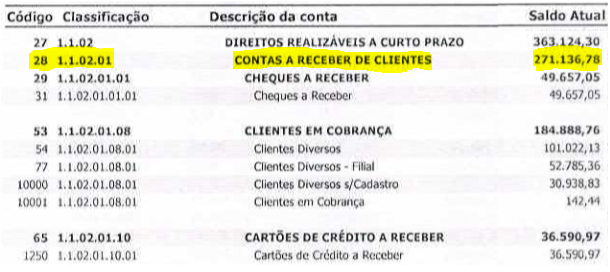 Código Classificação Descrição da conta Saldo Atual
27 1.1.02 DIREITOS REALIZÁVEIS A CURTO PRAZO 363.124,30
28 1.1.02.01 CONTAS A RECEBER DE CLIENTES 271.136,78
29 1.1.02.01.01 CHEQUES A RECEBER 49.657,05
31 1.1.02.01.01.01 Cheques a Receber 49.657,05
53 1.1.02.01.08 CLIENTES EM COBRANÇA 184.888,76
54 1.1.02.01.08.01 Clientes Diversos 101.022,13
77 1.1.02.01.08.01 Clientes Diversos - Filial 52.785,36
10000 1.1.02.01.08.01 Clientes Diversos s/Cadastro 30.938,83
10001 1.1.02.01.08.01 Clientes em Cobrança 142,44
65 1.1.02.01.10 CARTÕES DE CRÉDITO A RECEBER 36.590,97
1250 1.1.02.01.10.01 Cartões de Crédito a Receber 36.590,97